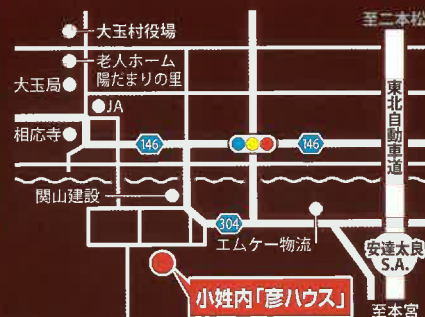 至二本松
大玉村役場
老人ホーム
陽だまりの里
大玉局
JA
相応寺
146
146
東北自動車道
関山建設
304
エムケー物流
安達太良
S.A.
小姓内「彦ハウス」
至本宮